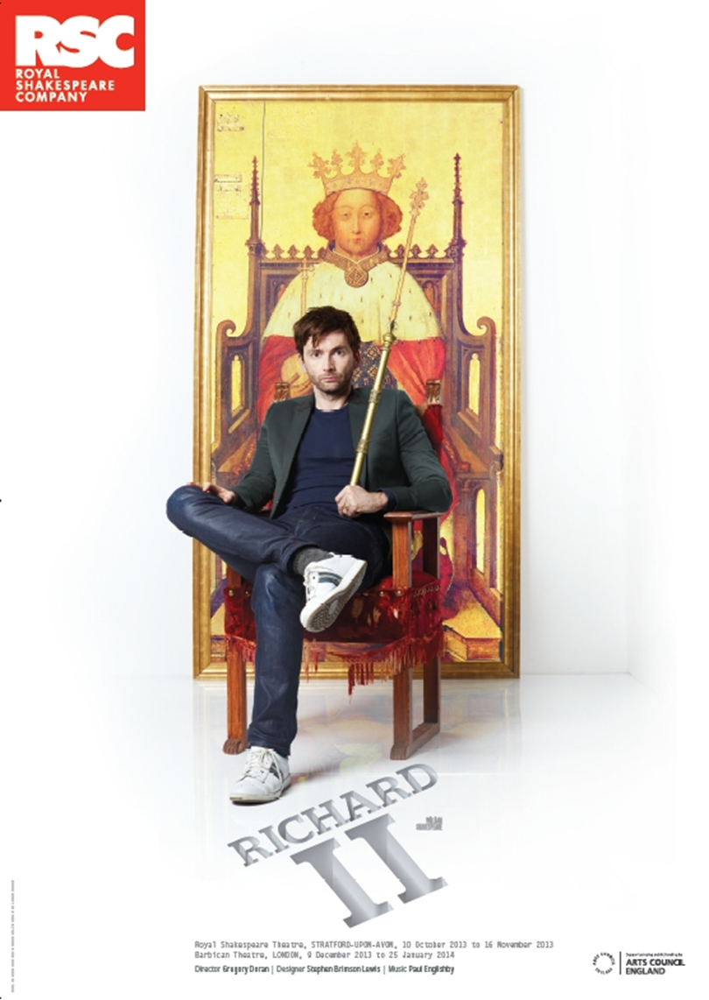 RSC
ROYAL
SHAKESPEARE
COMPANY
RICHARD
II
SHAKESPEARE
Royal Shakespeare Theatre, STRATFORD-UPON-AVON, 10 October 2013 to 16 November 2013
Barbican Theatre, LONDON, 9 December 2013 to 25 January 2014
Director Gregory Doran | Designer Stephen Brimson Lewis | Music Paul Englishby
ARTS COUNCIL
ENGLAND